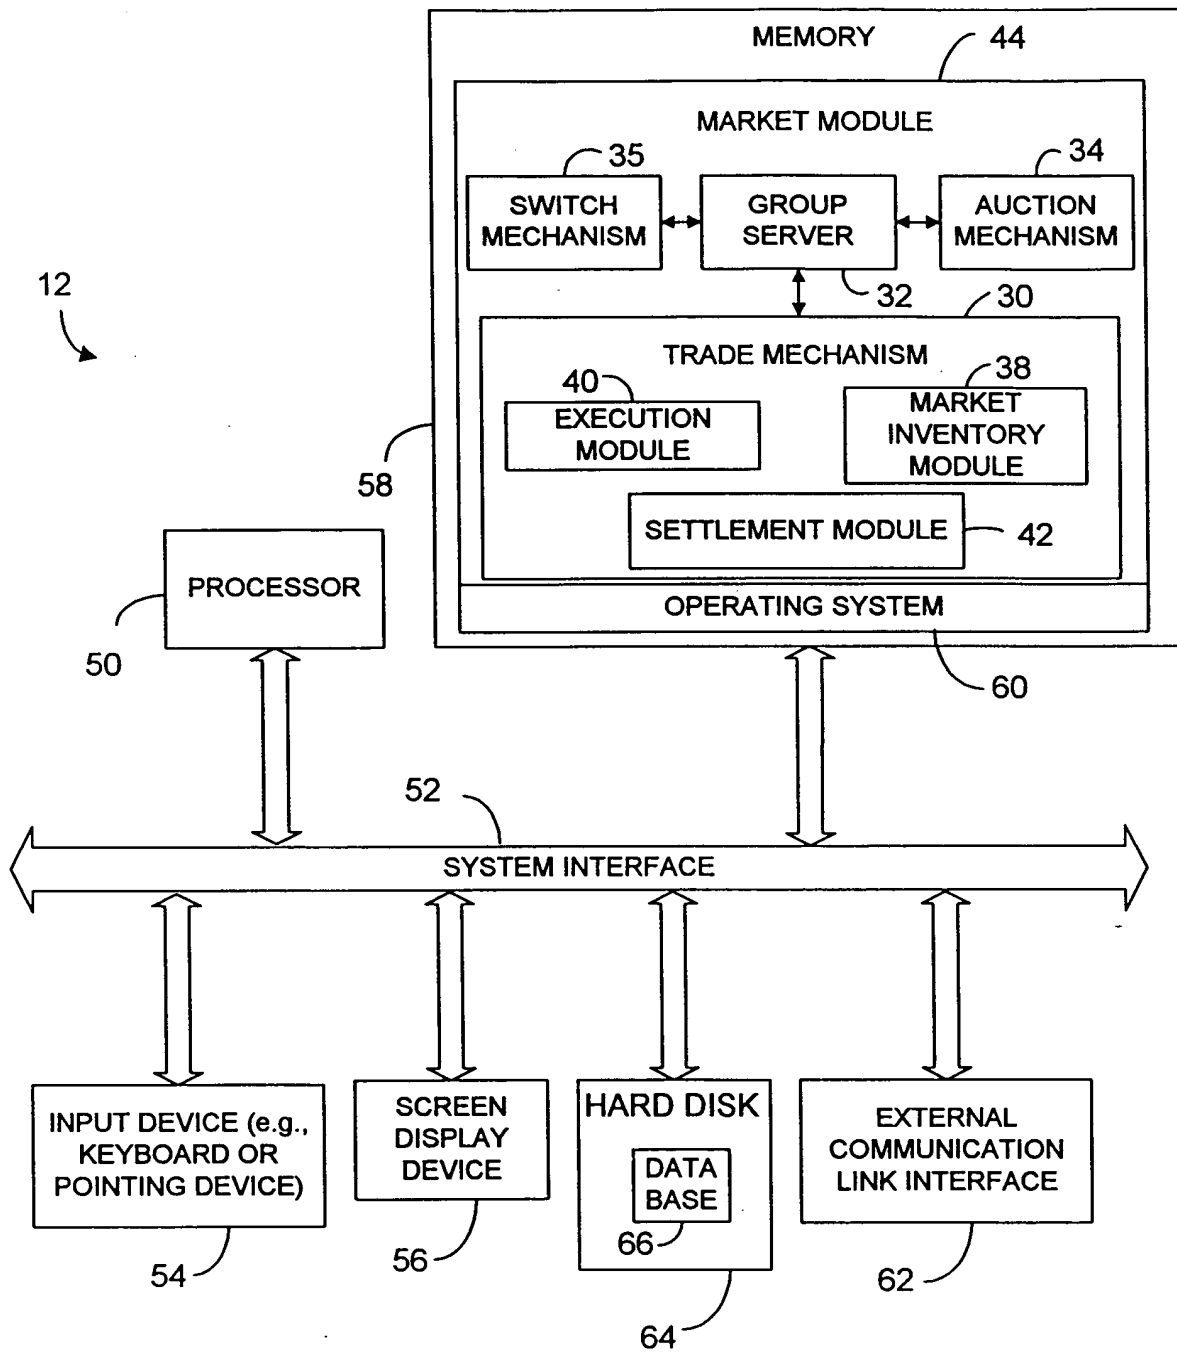 MEMORY
44
MARKET MODULE
35
34
SWITCH
MECHANISM
GROUP
SERVER
AUCTION
MECHANISM
12
32
30
TRADE MECHANISM
40
38
EXECUTION
MODULE
MARKET
INVENTORY
MODULE
58
SETTLEMENT MODULE
42
PROCESSOR
OPERATING SYSTEM
50
60
52
SYSTEM INTERFACE
INPUT DEVICE (e.g.,
KEYBOARD OR
POINTING DEVICE)
SCREEN
DISPLAY
DEVICE
HARD DISK
DATA
BASE
EXTERNAL
COMMUNICATION
LINK INTERFACE
54
56
66
62
64